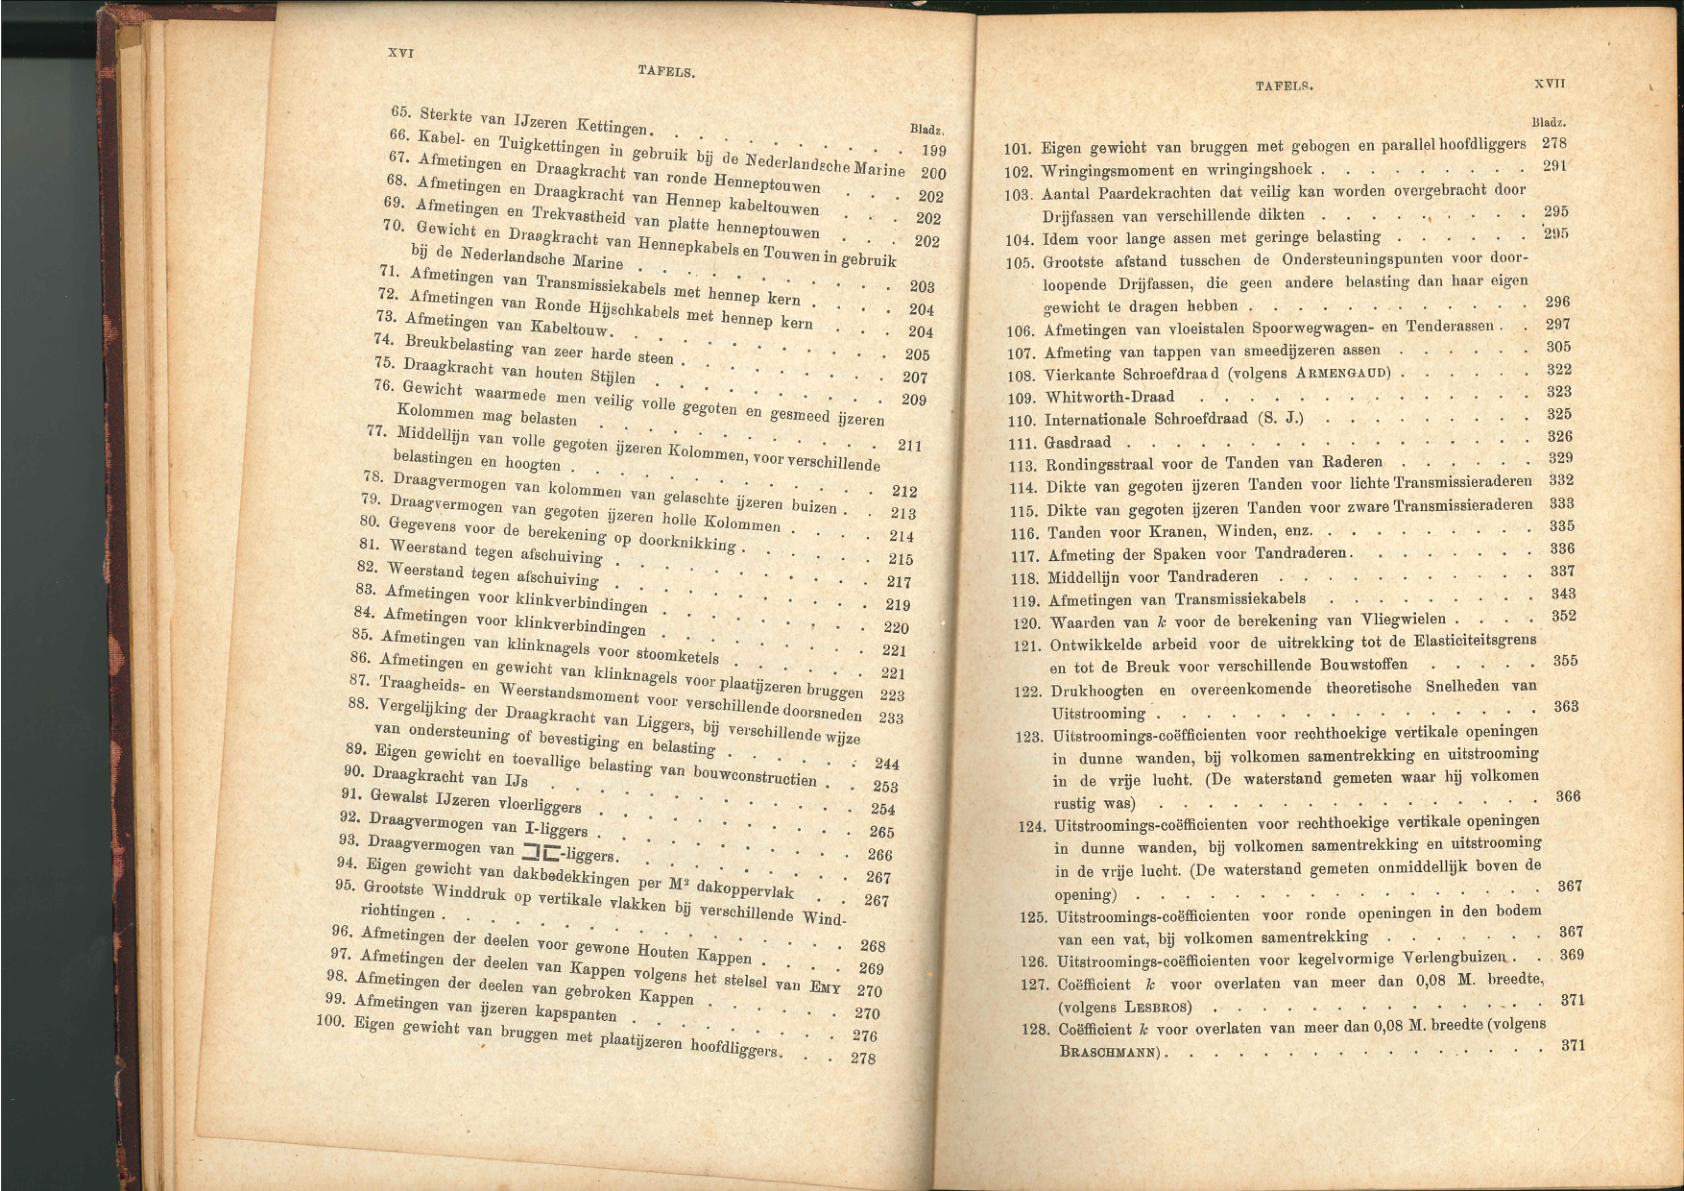 XVI
TAFELS.
Bladz.
65. Sterkte van IJzeren Kettingen. . . . . . . . . . 199
66. Kabel- en Tuigkettingen in gebruik bij de Nederlandsche Marine 200
67. Afmetingen en Draagkracht van ronde Henneptouwen . . . 202
68. Afmetingen en Draagkracht van Hennep kabeltouwen . . . 202
69. Afmetingen en Trekvastheid van platte henneptouwen . . . 202
70. Gewicht en Draagkracht van Hennepkabels en Touwen in gebruik
bij de Nederlandsche Marine . . . . . . . . . . 203
71. Afmetingen van Transmissiekabels met hennep kern . . . . 204
72. Afmetingen van Ronde Hijschkabels met hennep kern . . . 204
73. Afmetingen van Kabeltouw. . . . . . . . . . . 205
74. Breukbelasting van zeer harde steen . . . . . . . . 207
75. Draagkracht van houten Stijlen . . . . . . . . . 209
76. Gewicht waarmede men veilig volle gegoten en gesmeed ijzeren
Kolommen mag belasten . . . . . . . . . . . 211
77. Middellijn van volle gegoten ijzeren Kolommen, voor verschillende
belastingen en hoogten . . . . . . . . . . . 212
78. Draagvermogen van kolommen van gelaschte ijzeren buizen . . 213
79. Draagvermogen van gegoten ijzeren holle Kolommen . . . . 214
80. Gegevens voor de berekening op doorknikking . . . . . . 215
81. Weerstand tegen afschuiving . . . . . . . . . . 217
82. Weerstand tegen afschuiving . . . . . . . . . . 219
83. Afmetingen voor klinkverbindingen . . . . . . . . 220
84. Afmetingen voor klinkverbindingen . . . . . . . . 221
85. Afmetingen van klinknagels voor stoomketels . . . . . . 221
86. Afmetingen en gewicht van klinknagels voor plaatijzeren bruggen 223
87. Traagheids- en Weerstandsmoment voor verschillende doorsneden 233
88. Vergelijking der Draagkracht van Liggers, bij verschillende wijze
van ondersteuning of bevestiging en belasting . . . . . . 244
89. Eigen gewicht en toevallige belasting van bouwconstructien . . 253
90. Draagkracht van IJs . . . . . . . . . . . . 254
91. Gewalst IJzeren vloerliggers . . . . . . . . . . 265
92. Draagvermogen van I-liggers . . . . . . . . . . 266
93. Draagvermogen van ⊐⊏-liggers. . . . . . . . . . 267
94. Eigen gewicht van dakbedekkingen per M² dakoppervlak . . 267
95. Grootste Winddruk op vertikale vlakken bij verschillende Wind-
richtingen . . . . . . . . . . . . . . . 268
96. Afmetingen der deelen voor gewone Houten Kappen . . . . 269
97. Afmetingen der deelen van Kappen volgens het stelsel van EMY 270
98. Afmetingen der deelen van gebroken Kappen . . . . . . 270
99. Afmetingen van ijzeren kapspanten . . . . . . . . 276
100. Eigen gewicht van bruggen met plaatijzeren hoofdliggers. . . 278
TAFELS.
XVII
Bladz.
101. Eigen gewicht van bruggen met gebogen en parallel hoofdliggers 278
102. Wringingsmoment en wringingshoek . . . . . . . . . 291
103. Aantal Paardekrachten dat veilig kan worden overgebracht door
Drijfassen van verschillende dikten . . . . . . . . . 295
104. Idem voor lange assen met geringe belasting . . . . . . 295
105. Grootste afstand tusschen de Ondersteuningspunten voor door-
loopende Drijfassen, die geen andere belasting dan haar eigen
gewicht te dragen hebben . . . . . . . . . . . . 296
106. Afmetingen van vloeistalen Spoorwegwagen- en Tenderassen . . 297
107. Afmeting van tappen van smeedijzeren assen . . . . . . 305
108. Vierkante Schroefdraad (volgens ARMENGAUD) . . . . . . 322
109. Whitworth-Draad . . . . . . . . . . . . . . 323
110. Internationale Schroefdraad (S. J.) . . . . . . . . . 325
111. Gasdraad . . . . . . . . . . . . . . . . . 326
113. Rondingsstraal voor de Tanden van Raderen . . . . . . 329
114. Dikte van gegoten ijzeren Tanden voor lichte Transmissieraderen 332
115. Dikte van gegoten ijzeren Tanden voor zware Transmissieraderen 333
116. Tanden voor Kranen, Winden, enz. . . . . . . . . . 335
117. Afmeting der Spaken voor Tandraderen. . . . . . . . 336
118. Middellijn voor Tandraderen . . . . . . . . . . . 337
119. Afmetingen van Transmissiekabels . . . . . . . . . 343
120. Waarden van k voor de berekening van Vliegwielen . . . . 352
121. Ontwikkelde arbeid voor de uitrekking tot de Elasticiteitsgrens
en tot de Breuk voor verschillende Bouwstoffen . . . . . 355
122. Drukhoogten en overeenkomende theoretische Snelheden van
Uitstrooming . . . . . . . . . . . . . . . . 363
123. Uitstroomings-coëfficienten voor rechthoekige vertikale openingen
in dunne wanden, bij volkomen samentrekking en uitstrooming
in de vrije lucht. (De waterstand gemeten waar hij volkomen
rustig was) . . . . . . . . . . . . . . . . 366
124. Uitstroomings-coëfficienten voor rechthoekige vertikale openingen
in dunne wanden, bij volkomen samentrekking en uitstrooming
in de vrije lucht. (De waterstand gemeten onmiddellijk boven de
opening) . . . . . . . . . . . . . . . . . 367
125. Uitstroomings-coëfficienten voor ronde openingen in den bodem
van een vat, bij volkomen samentrekking . . . . . . . 367
126. Uitstroomings-coëfficienten voor kegelvormige Verlengbuizen . . 369
127. Coëfficient k voor overlaten van meer dan 0,08 M. breedte,
(volgens LESBROS) . . . . . . . . . . . . . . 371
128. Coëfficient k voor overlaten van meer dan 0,08 M. breedte (volgens
BRASCHMANN) . . . . . . . . . . . . . . . . 371